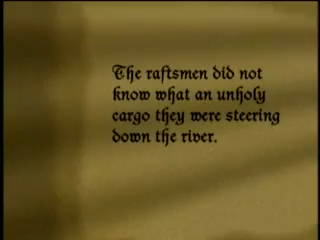 The raftsmen did not
know what an unholy
cargo they were steering
down the river.